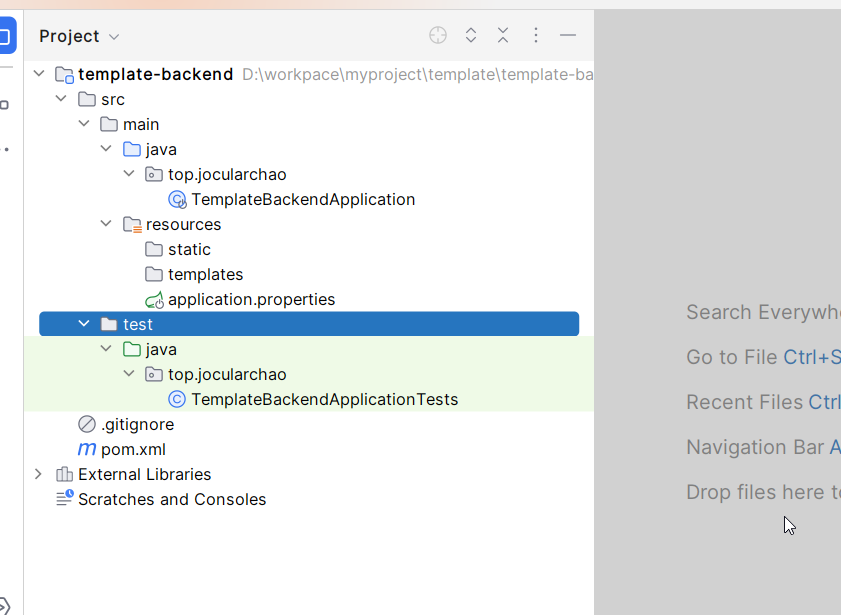 Project
template-backend D:\workpace\myproject\template\template-ba
src
main
java
top.jocularchao
TemplateBackendApplication
resources
static
templates
application.properties
test
java
top.jocularchao
TemplateBackendApplicationTests
.gitignore
pom.xml
External Libraries
Scratches and Consoles
Search Everywhe
Go to File Ctrl+S
Recent Files Ctrl
Navigation Bar A
Drop files here to